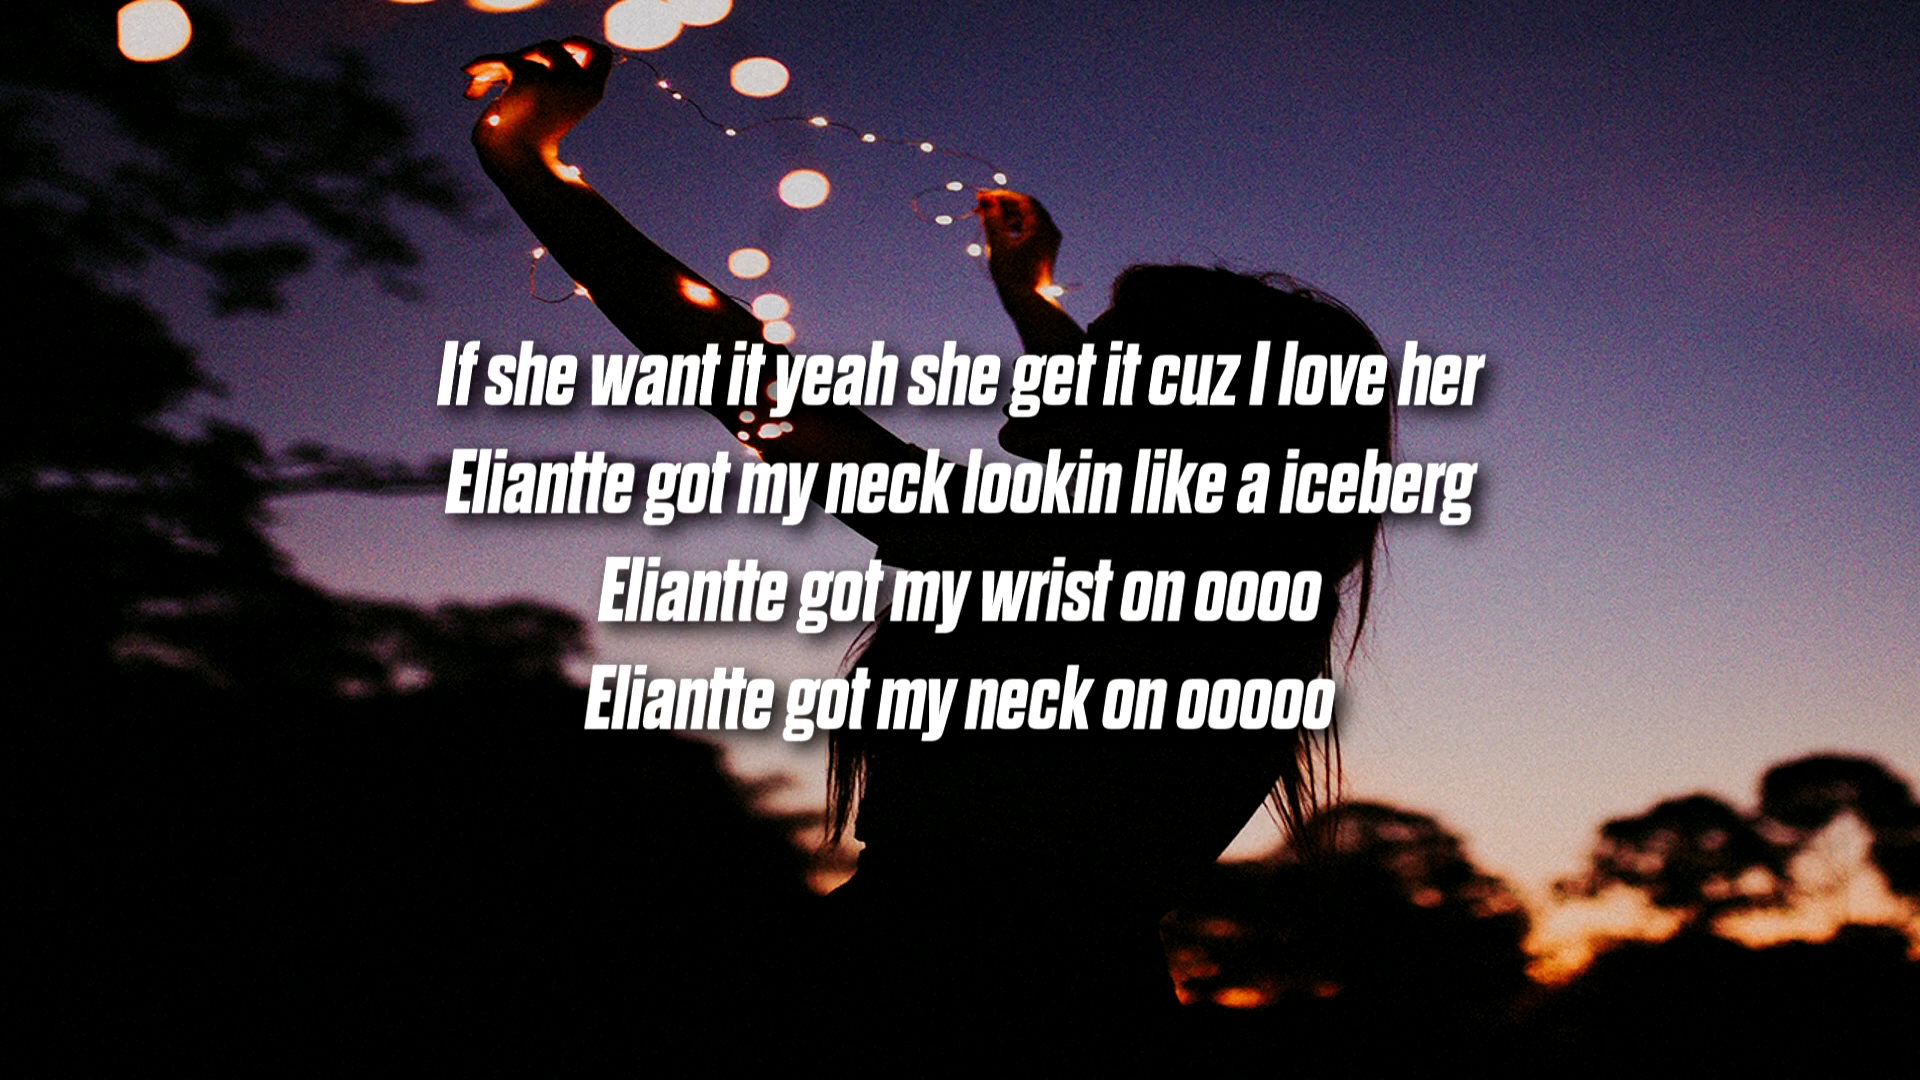 If she want it yeah she get it cuz I love her
Eliantte got my neck lookin like a iceberg
Eliantte got my wrist on oooo
Eliantte got my neck on ooooo